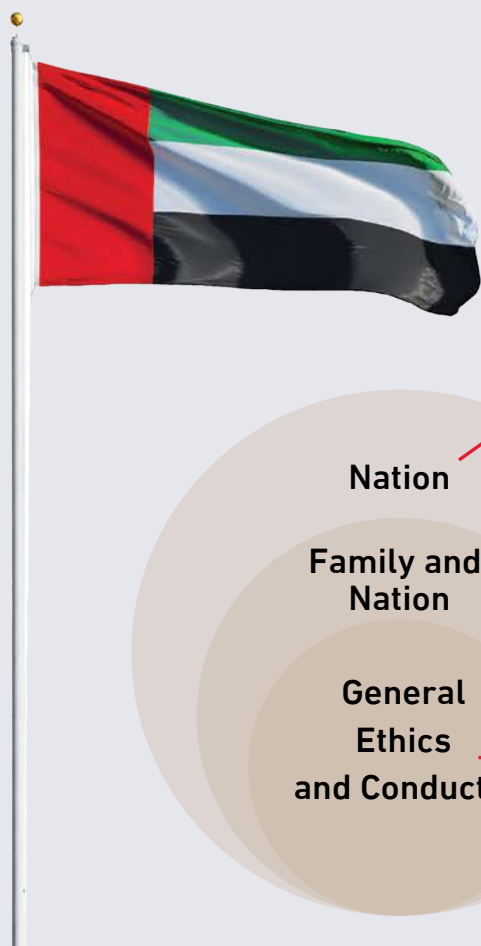 Nation
Family and
Nation
General
Ethics
and Conduct